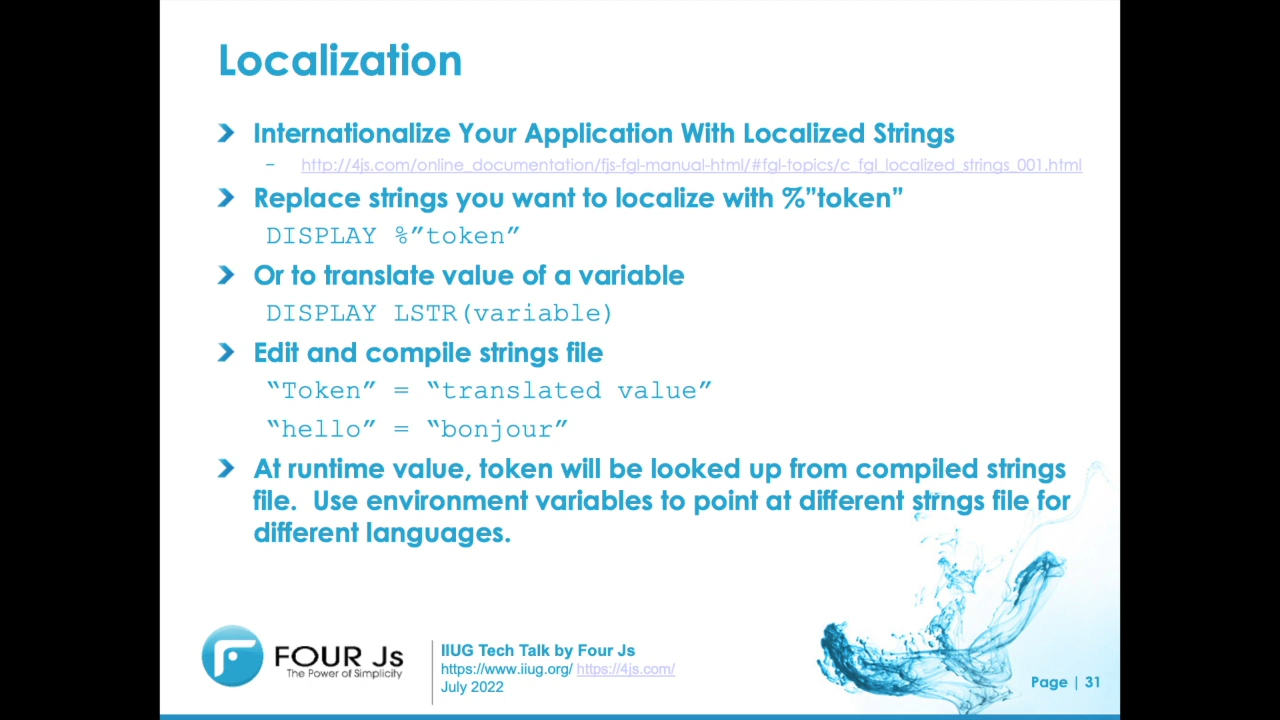 Localization
Internationalize Your Application With Localized Strings
– http://4js.com/online_documentation/fjs-fgl-manual-html/#fgl-topics/c_fgl_localized_strings_001.html
Replace strings you want to localize with %”token”
DISPLAY %”token”
Or to translate value of a variable
DISPLAY LSTR(variable)
Edit and compile strings file
“Token” = “translated value”
“hello” = “bonjour”
At runtime value, token will be looked up from compiled strings
file.  Use environment variables to point at different strngs file for
different languages.
FOUR Js
The Power of Simplicity
IIUG Tech Talk by Four Js
https://www.iiug.org/ https://4js.com/
July 2022
Page | 31